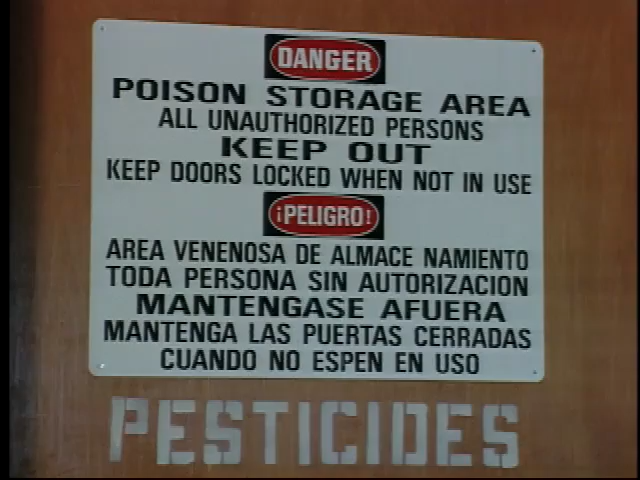 DANGER
POISON STORAGE AREA
ALL UNAUTHORIZED PERSONS
KEEP OUT
KEEP DOORS LOCKED WHEN NOT IN USE
¡PELIGRO!
AREA VENENOSA DE ALMACE NAMIENTO
TODA PERSONA SIN AUTORIZACION
MANTENGASE AFUERA
MANTENGA LAS PUERTAS CERRADAS
CUANDO NO ESPEN EN USO
PESTICIDES